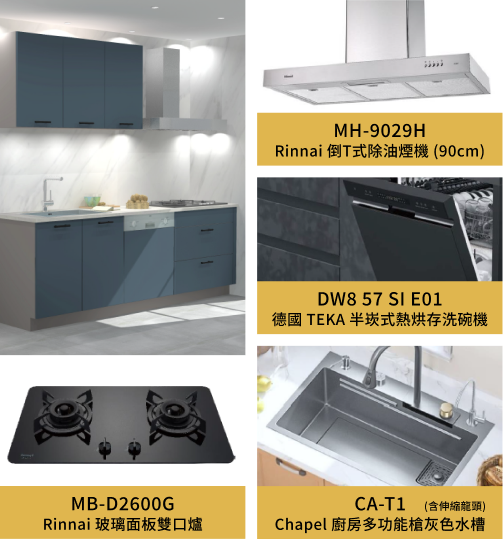 MH-9029H
Rinnai 倒T式除油煙機 (90cm)
DW8 57 SI E01
德國 TEKA 半崁式熱烘存洗碗機
MB-D2600G
Rinnai 玻璃面板雙口爐
CA-T1 (含伸縮龍頭)
Chapel 廚房多功能槍灰色水槽